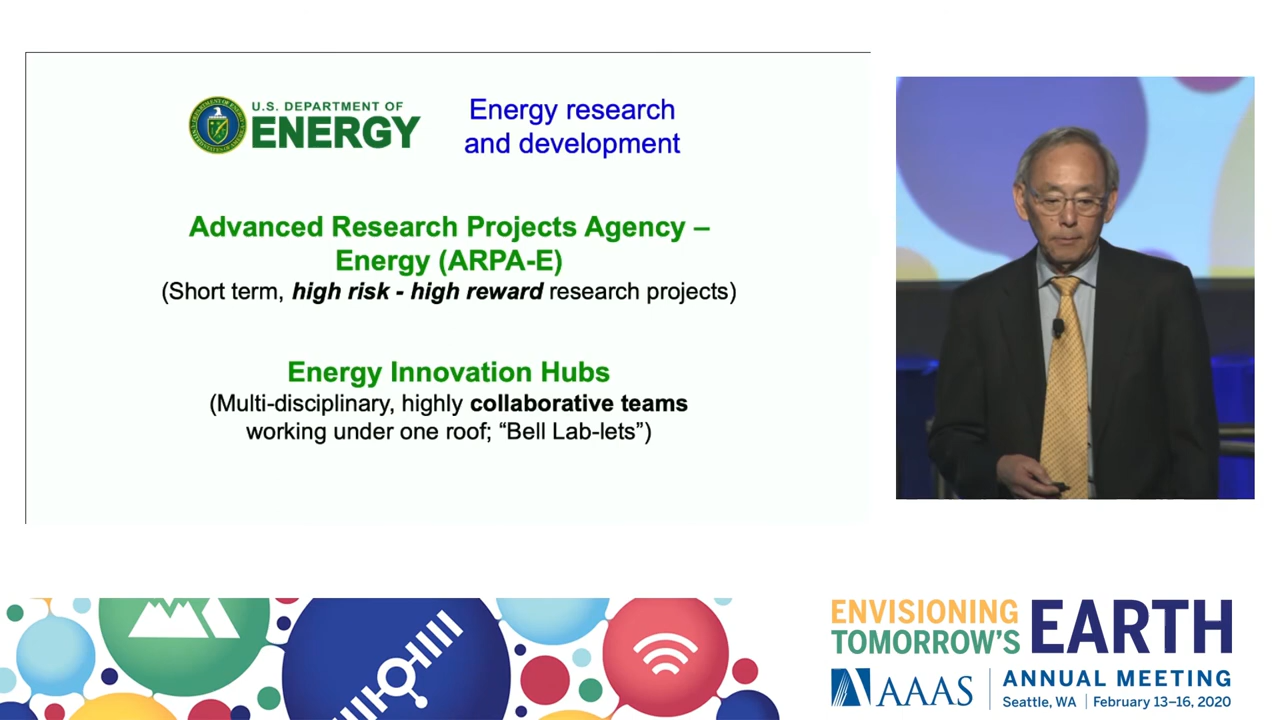 U.S. DEPARTMENT OF
ENERGY
Energy research
and development
Advanced Research Projects Agency –
Energy (ARPA-E)
(Short term, high risk - high reward research projects)
Energy Innovation Hubs
(Multi-disciplinary, highly collaborative teams
working under one roof; “Bell Lab-lets”)
ENVISIONING
TOMORROW'S
EARTH
AAAS
ANNUAL MEETING
Seattle, WA | February 13–16, 2020